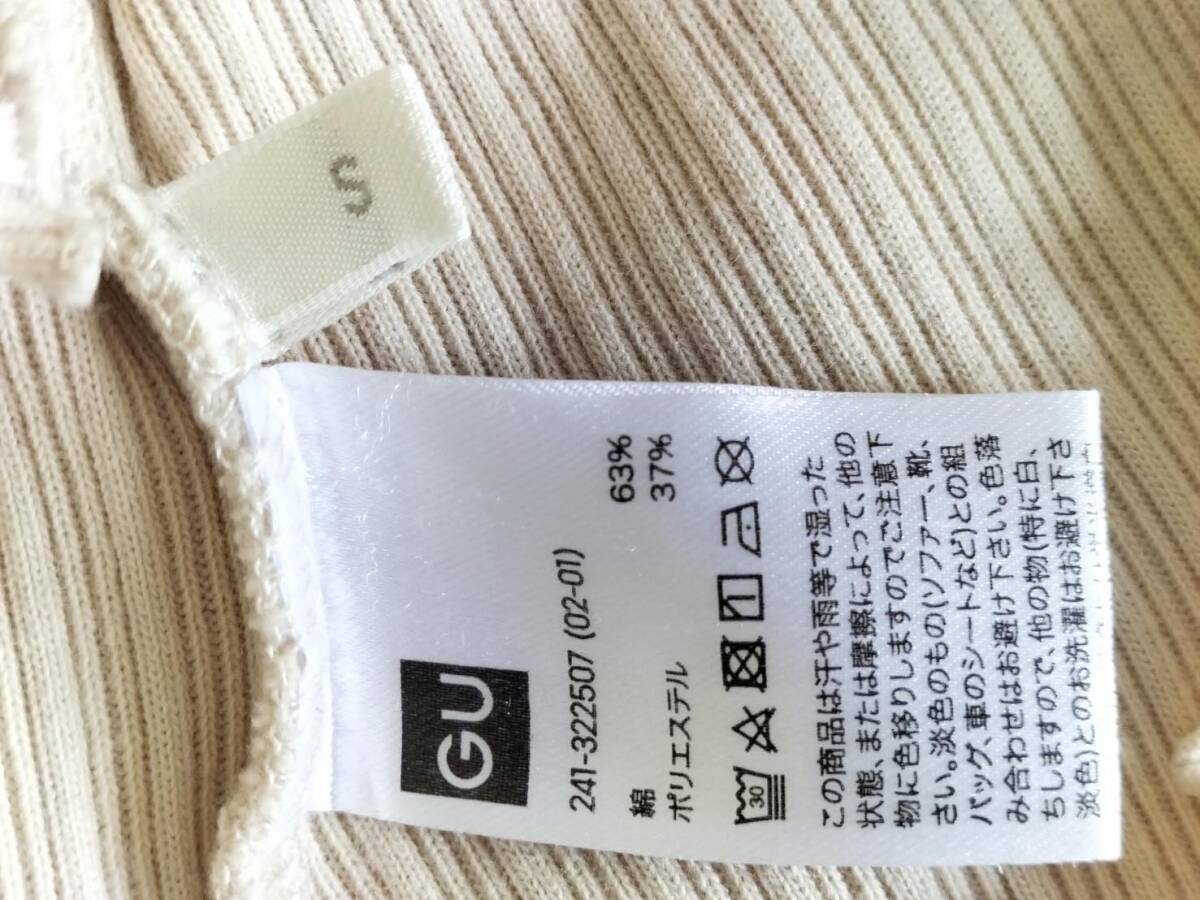 S
GU
241-322507 (02-01)
綿 63%
ポリエステル 37%
30 1
この商品は汗や雨等で湿った
状態、または摩擦によって、他の
物に色移りしますのでご注意下
さい。淡色のもの(ソファー、靴、
バッグ、車のシートなど)との組
み合わせはお避け下さい。色落
ちしますので、他の物(特に白、
淡色)とのお洗濯はお避け下さ